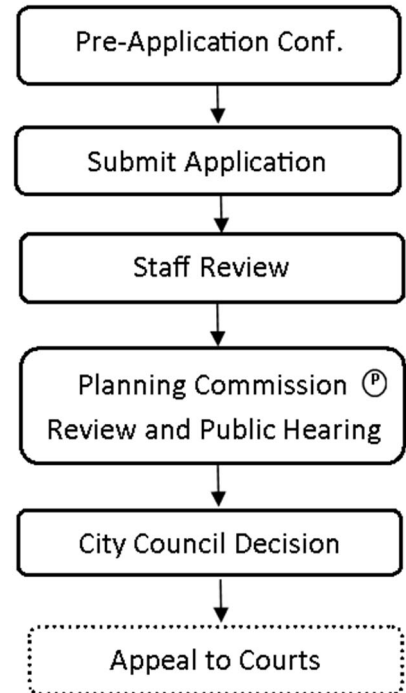 Pre-Application Conf.
Submit Application
Staff Review
Planning Commission Ⓟ
Review and Public Hearing
City Council Decision
Appeal to Courts